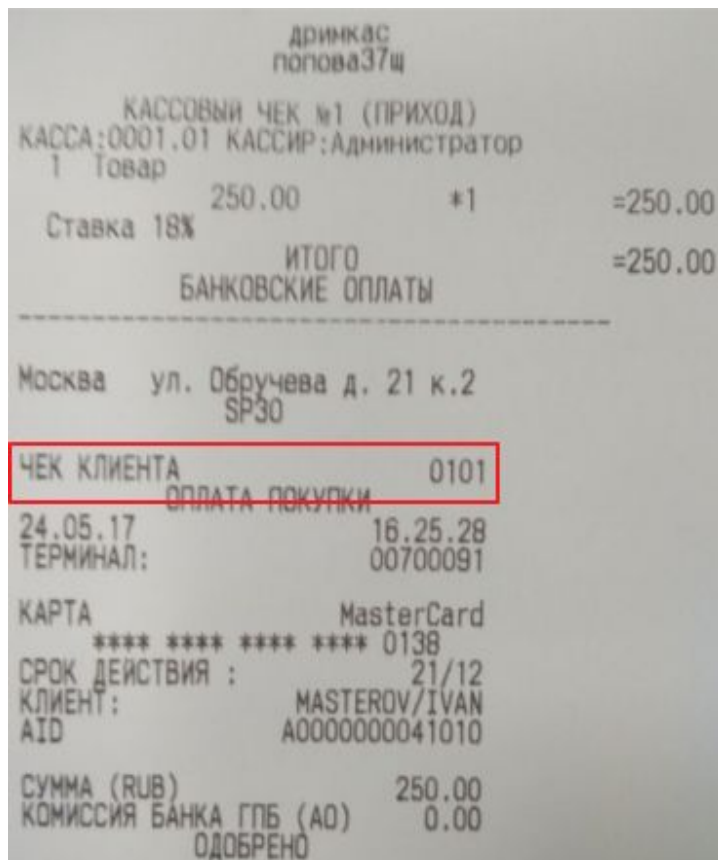 дримкас
попова37щ
КАССОВЫЙ ЧЕК №1 (ПРИХОД)
КАССА:0001.01 КАССИР:Администратор
1 Товар
250.00 *1 =250.00
Ставка 18%
ИТОГО =250.00
БАНКОВСКИЕ ОПЛАТЫ
Москва ул. Обручева д. 21 к.2
SP30
ЧЕК КЛИЕНТА 0101
ОПЛАТА ПОКУПКИ
24.05.17 16.25.28
ТЕРМИНАЛ: 00700091
КАРТА MasterCard
**** **** **** **** 0138
СРОК ДЕЙСТВИЯ : 21/12
КЛИЕНТ: MASTEROV/IVAN
AID A0000000041010
СУММА (RUB) 250.00
КОМИССИЯ БАНКА ГПБ (АО) 0.00
ОДОБРЕНО